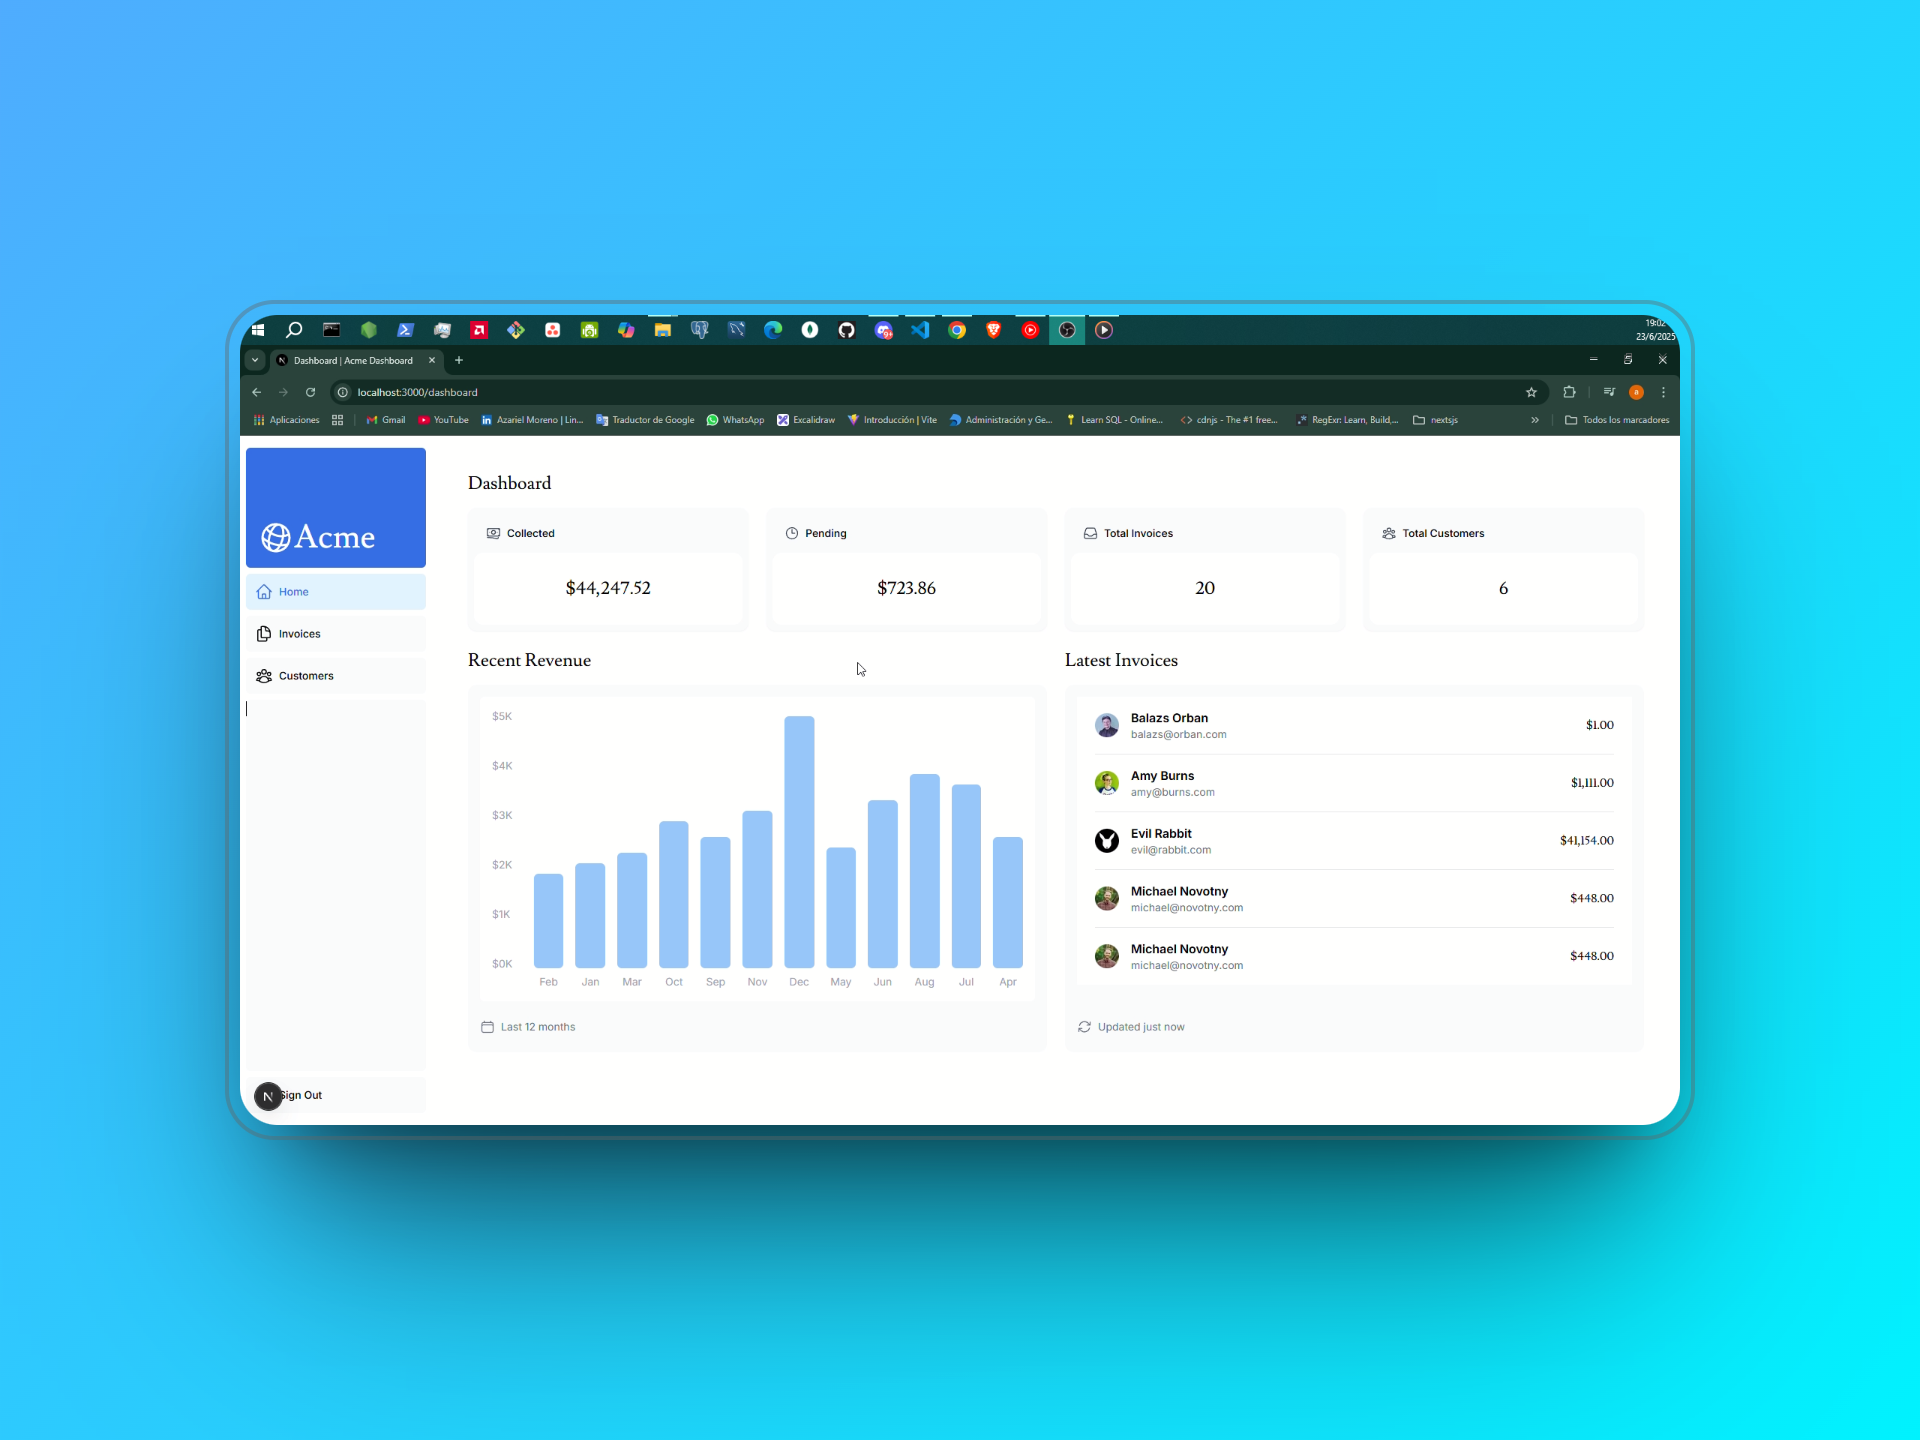 19:02
23/6/2025
Dashboard | Acme Dashboard
localhost:3000/dashboard
Aplicaciones
Gmail
YouTube
Azariel Moreno | Lin...
Traductor de Google
WhatsApp
Excalidraw
Introducción | Vite
Administración y Ge...
Learn SQL - Online...
cdnjs - The #1 free...
RegExr: Learn, Build,...
nextsjs
Todos los marcadores
Acme
Home
Invoices
Customers
Sign Out
Dashboard
Collected
$44,247.52
Pending
$723.86
Total Invoices
20
Total Customers
6
Recent Revenue
$5K
$4K
$3K
$2K
$1K
$0K
Feb Jan Mar Oct Sep Nov Dec May Jun Aug Jul Apr
Last 12 months
Latest Invoices
Balazs Orban
balazs@orban.com
$1.00
Amy Burns
amy@burns.com
$1,111.00
Evil Rabbit
evil@rabbit.com
$41,154.00
Michael Novotny
michael@novotny.com
$448.00
Michael Novotny
michael@novotny.com
$448.00
Updated just now